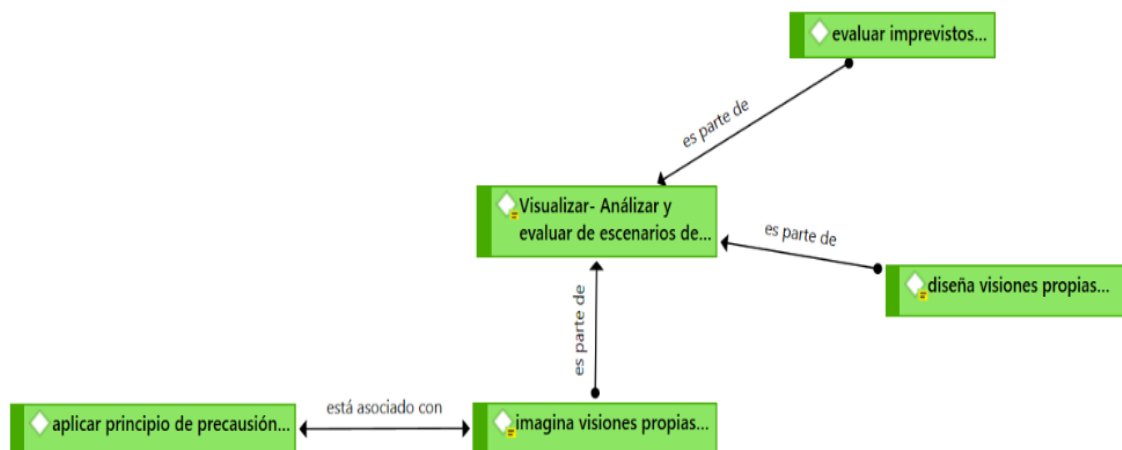 evaluar imprevistos...
es parte de
Visualizar- Análizar y
evaluar de escenarios de...
es parte de
diseña visiones propias...
es parte de
aplicar principio de precausión...
está asociado con
imagina visiones propias...